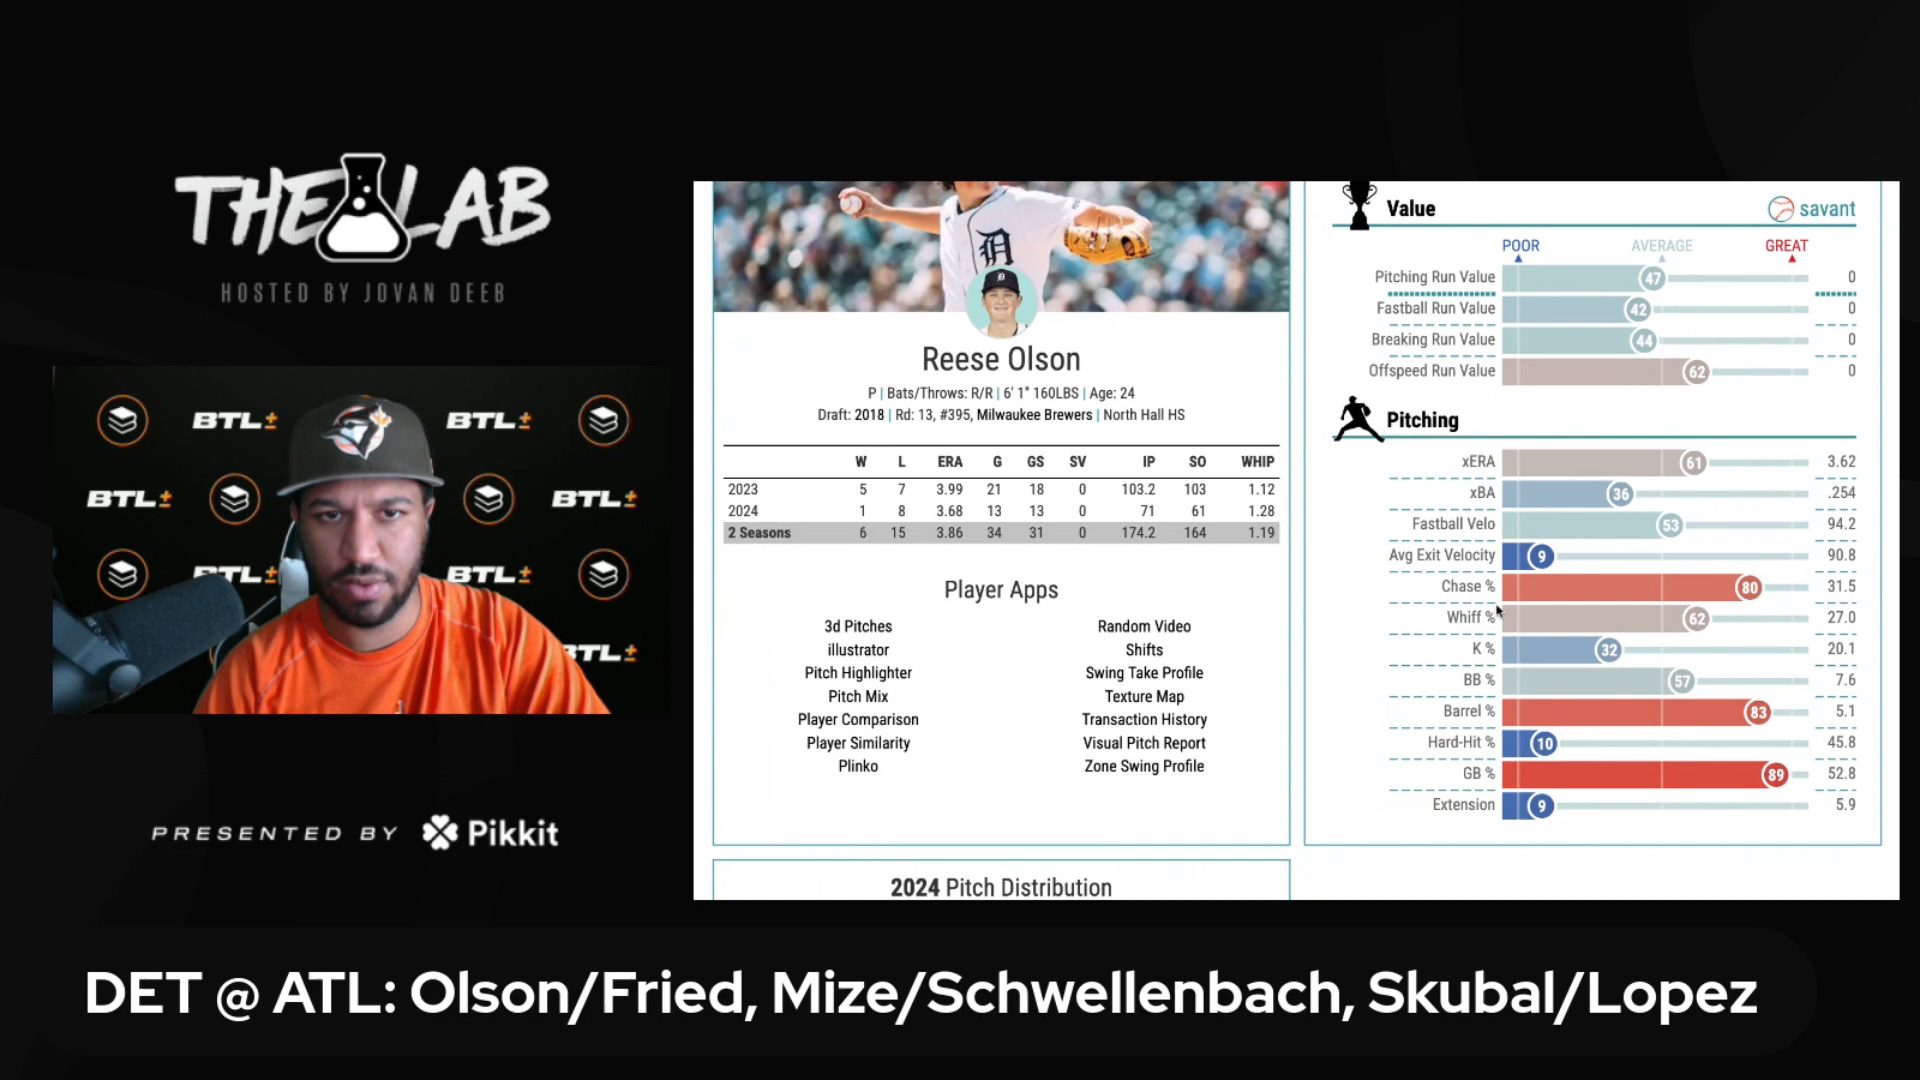 THE LAB
HOSTED BY JOVAN DEEB
BTL± BTL±
BTL± BTL±
BTL± BTL±
BTL±
PRESENTED BY Pikkit
D
Reese Olson
P | Bats/Throws: R/R | 6' 1" 160LBS | Age: 24
Draft: 2018 | Rd: 13, #395, Milwaukee Brewers | North Hall HS
W L ERA G GS SV IP SO WHIP
2023 5 7 3.99 21 18 0 103.2 103 1.12
2024 1 8 3.68 13 13 0 71 61 1.28
2 Seasons 6 15 3.86 34 31 0 174.2 164 1.19
Player Apps
3d Pitches Random Video
illustrator Shifts
Pitch Highlighter Swing Take Profile
Pitch Mix Texture Map
Player Comparison Transaction History
Player Similarity Visual Pitch Report
Plinko Zone Swing Profile
2024 Pitch Distribution
Value savant
POOR AVERAGE GREAT
Pitching Run Value 47 0
Fastball Run Value 42 0
Breaking Run Value 44 0
Offspeed Run Value 62 0
Pitching
xERA 61 3.62
xBA 36 .254
Fastball Velo 53 94.2
Avg Exit Velocity 9 90.8
Chase % 80 31.5
Whiff % 62 27.0
K % 32 20.1
BB % 57 7.6
Barrel % 83 5.1
Hard-Hit % 10 45.8
GB % 89 52.8
Extension 9 5.9
DET @ ATL: Olson/Fried, Mize/Schwellenbach, Skubal/Lopez